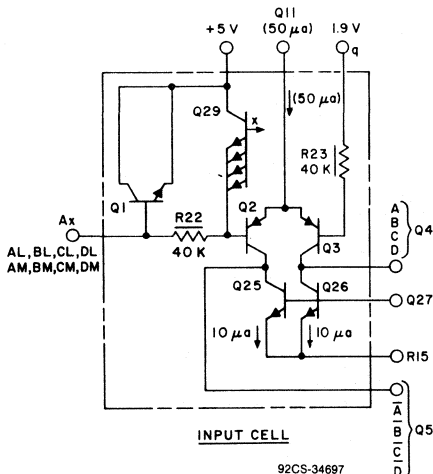 Q11
+5 V (50 µa) 1.9 V
q
(50 µa)
Q29
x
R23
40 K
Q1
Q2
Ax
R22
AL, BL, CL, DL
AM, BM, CM, DM
40 K
Q3
A
B
C
D
Q4
Q25
Q26
Q27
10 µa
10 µa
R15
A̅
B̅
C̅
D̅
Q5
INPUT CELL
92CS-34697